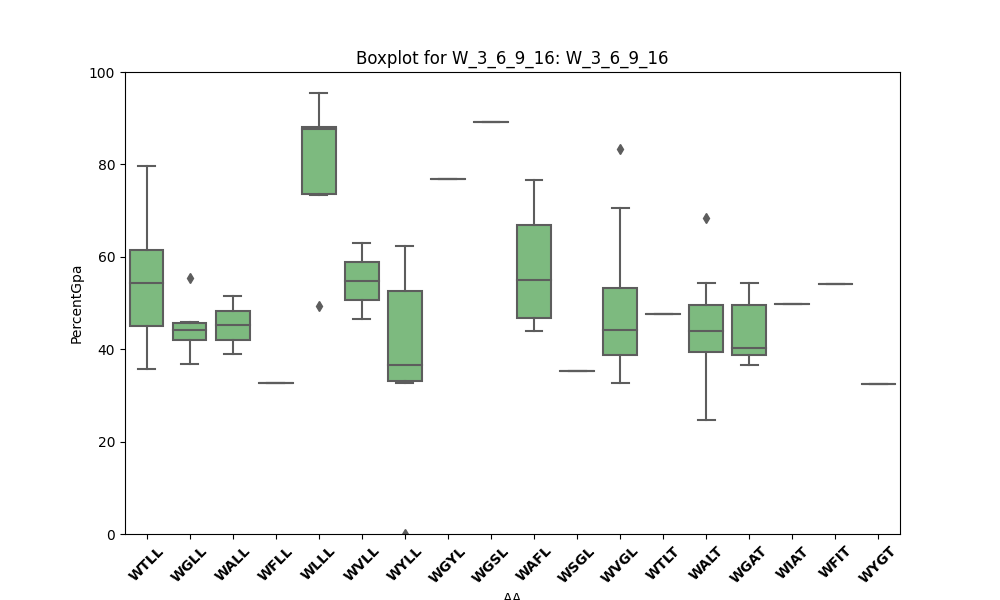 Boxplot for W_3_6_9_16: W_3_6_9_16
100
80
60
40
20
0
PercentGpa
WTLL WGLL WALL WFLL WLLL WVLL WYLL WGYL WGSL WAFL WSGL WVGL WTLT WALT WGAT WIAT WFIT WYGT
AA